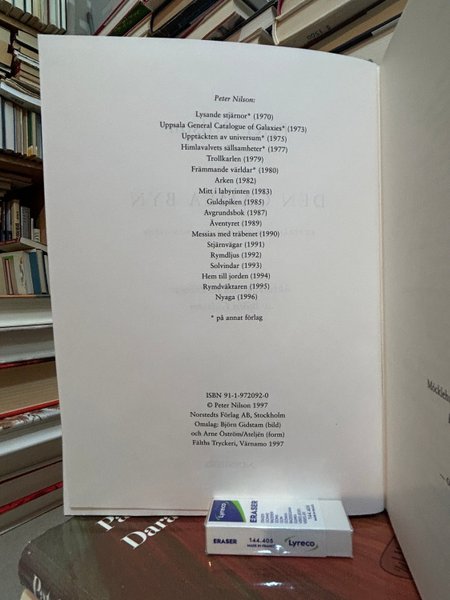 Peter Nilson:
Lysande stjärnor* (1970)
Uppsala General Catalogue of Galaxies* (1973)
Upptäckten av universum* (1975)
Himlavalvets sällsamheter* (1977)
Trollkarlen (1979)
Främmande världar* (1980)
Arken (1982)
Mitt i labyrinten (1983)
Guldspiken (1985)
Avgrundsbok (1987)
Äventyret (1989)
Messias med träbenet (1990)
Stjärnvägar (1991)
Rymdljus (1992)
Solvindar (1993)
Hem till jorden (1994)
Rymdväktaren (1995)
Nyaga (1996)
* på annat förlag
ISBN 91-1-972092-0
© Peter Nilson 1997
Norstedts Förlag AB, Stockholm
Omslag: Björn Gidstam (bild)
och Arne Öström/Ateljén (form)
Fälths Tryckeri, Värnamo 1997
Lyreco
ERASER
ERASER
144.405
MADE IN FRANCE
Lyreco